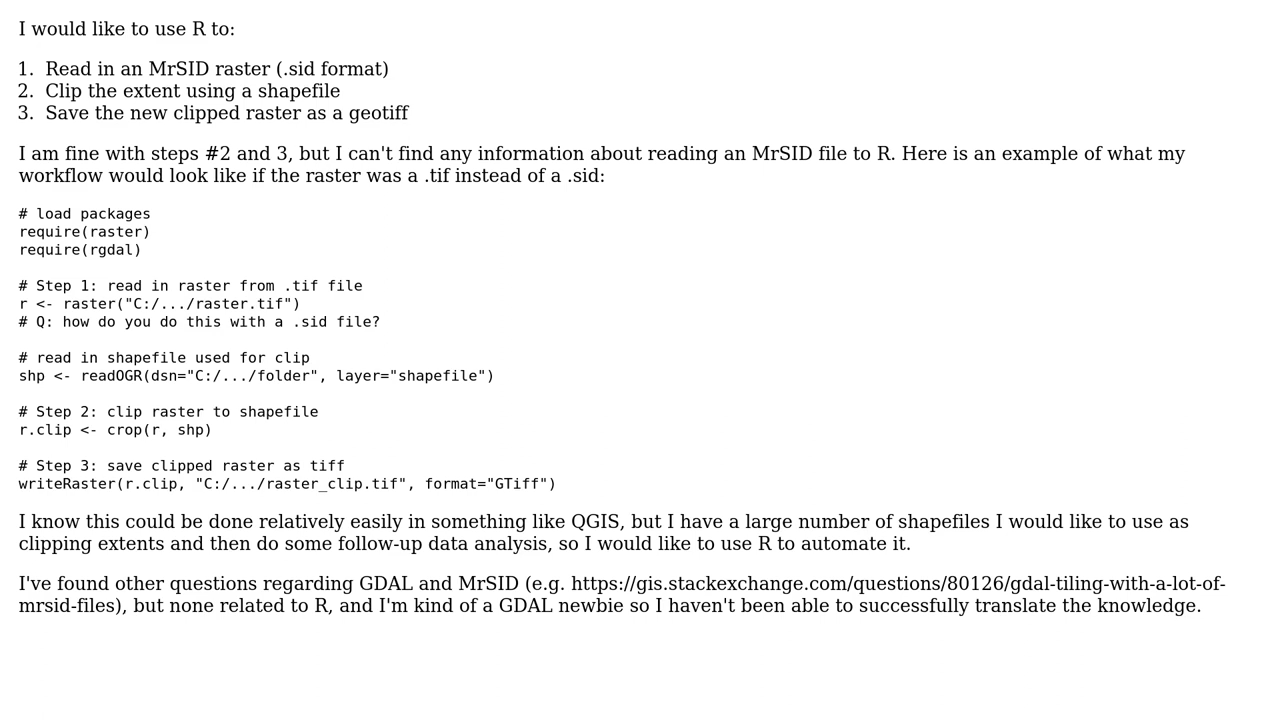 I would like to use R to:
1. Read in an MrSID raster (.sid format)
2. Clip the extent using a shapefile
3. Save the new clipped raster as a geotiff
I am fine with steps #2 and 3, but I can't find any information about reading an MrSID file to R. Here is an example of what my
workflow would look like if the raster was a .tif instead of a .sid:
# load packages
require(raster)
require(rgdal)
# Step 1: read in raster from .tif file
r <- raster("C:/.../raster.tif")
# Q: how do you do this with a .sid file?
# read in shapefile used for clip
shp <- readOGR(dsn="C:/.../folder", layer="shapefile")
# Step 2: clip raster to shapefile
r.clip <- crop(r, shp)
# Step 3: save clipped raster as tiff
writeRaster(r.clip, "C:/.../raster_clip.tif", format="GTiff")
I know this could be done relatively easily in something like QGIS, but I have a large number of shapefiles I would like to use as
clipping extents and then do some follow-up data analysis, so I would like to use R to automate it.
I've found other questions regarding GDAL and MrSID (e.g. https://gis.stackexchange.com/questions/80126/gdal-tiling-with-a-lot-of-
mrsid-files), but none related to R, and I'm kind of a GDAL newbie so I haven't been able to successfully translate the knowledge.